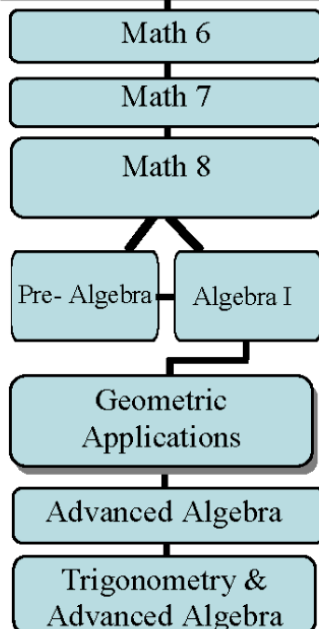 Math 6
Math 7
Math 8
Pre- Algebra
Algebra I
Geometric
Applications
Advanced Algebra
Trigonometry &
Advanced Algebra